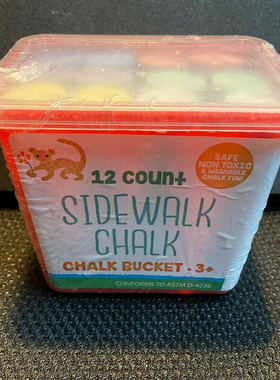 SAFE
NON TOXIC
& WASHABLE
CHALK FUN!
12 count
SIDEWALK
CHALK
CHALK BUCKET • 3+
CONFORMS TO ASTM D-4236